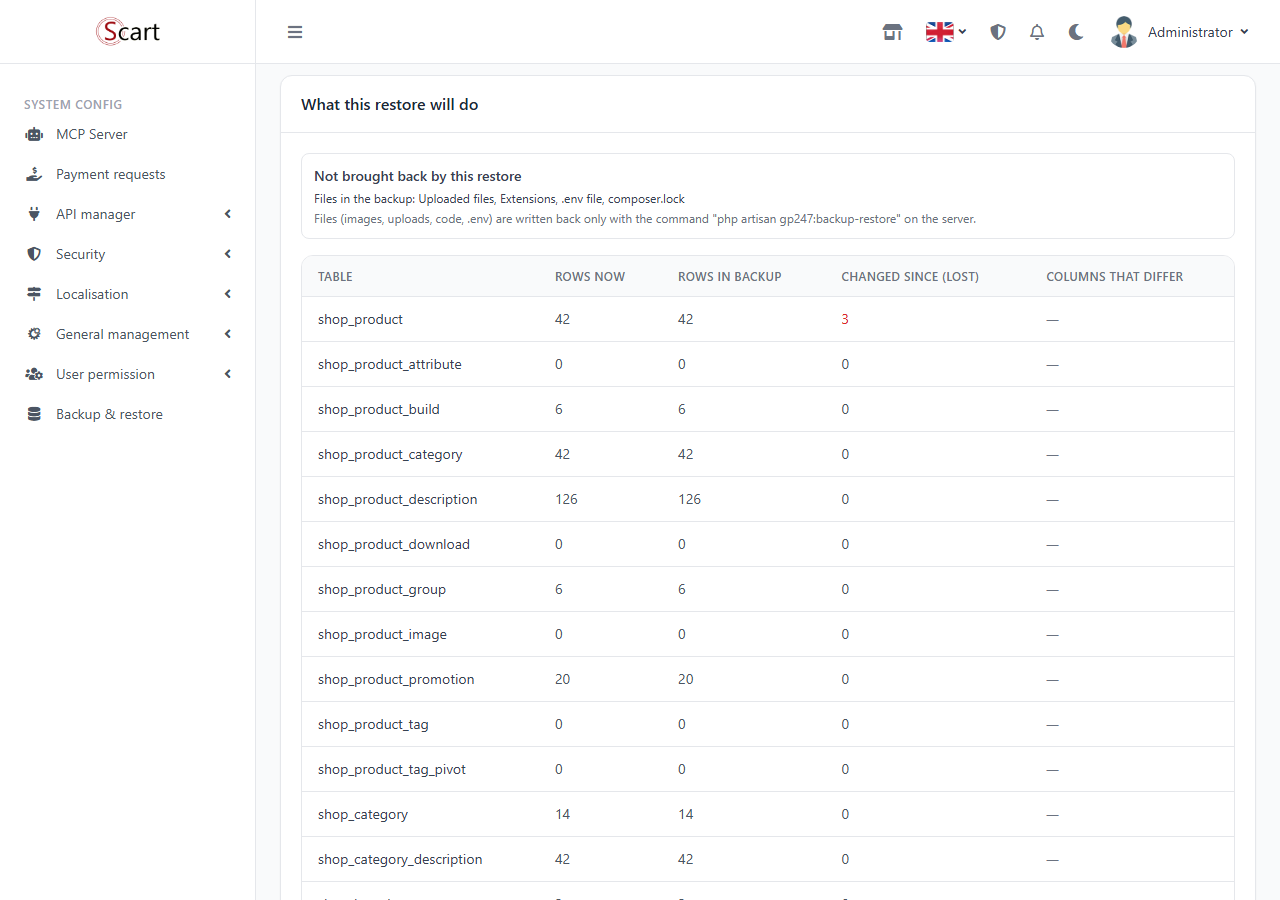 Scart
Administrator
SYSTEM CONFIG
MCP Server
Payment requests
API manager
Security
Localisation
General management
User permission
Backup & restore
What this restore will do
Not brought back by this restore
Files in the backup: Uploaded files, Extensions, .env file, composer.lock
Files (images, uploads, code, .env) are written back only with the command "php artisan gp247:backup-restore" on the server.
TABLE ROWS NOW ROWS IN BACKUP CHANGED SINCE (LOST) COLUMNS THAT DIFFER
shop_product 42 42 3 —
shop_product_attribute 0 0 0 —
shop_product_build 6 6 0 —
shop_product_category 42 42 0 —
shop_product_description 126 126 0 —
shop_product_download 0 0 0 —
shop_product_group 6 6 0 —
shop_product_image 0 0 0 —
shop_product_promotion 20 20 0 —
shop_product_tag 0 0 0 —
shop_product_tag_pivot 0 0 0 —
shop_category 14 14 0 —
shop_category_description 42 42 0 —